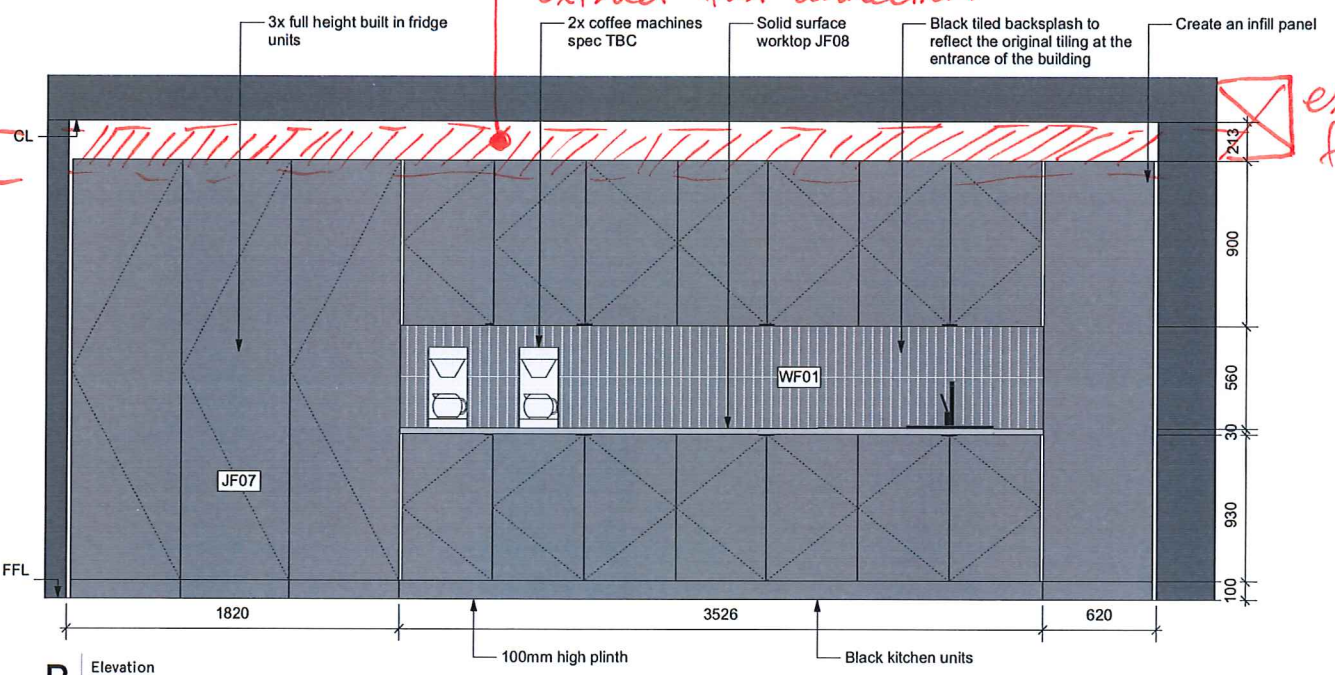 3x full height built in fridge
units
2x coffee machines
spec TBC
Solid surface
worktop JF08
Black tiled backsplash to
reflect the original tiling at the
entrance of the building
Create an infill panel
CL
213
900
WF01
560
30
JF07
930
FFL
100
1820
3526
620
100mm high plinth
Black kitchen units
Elevation